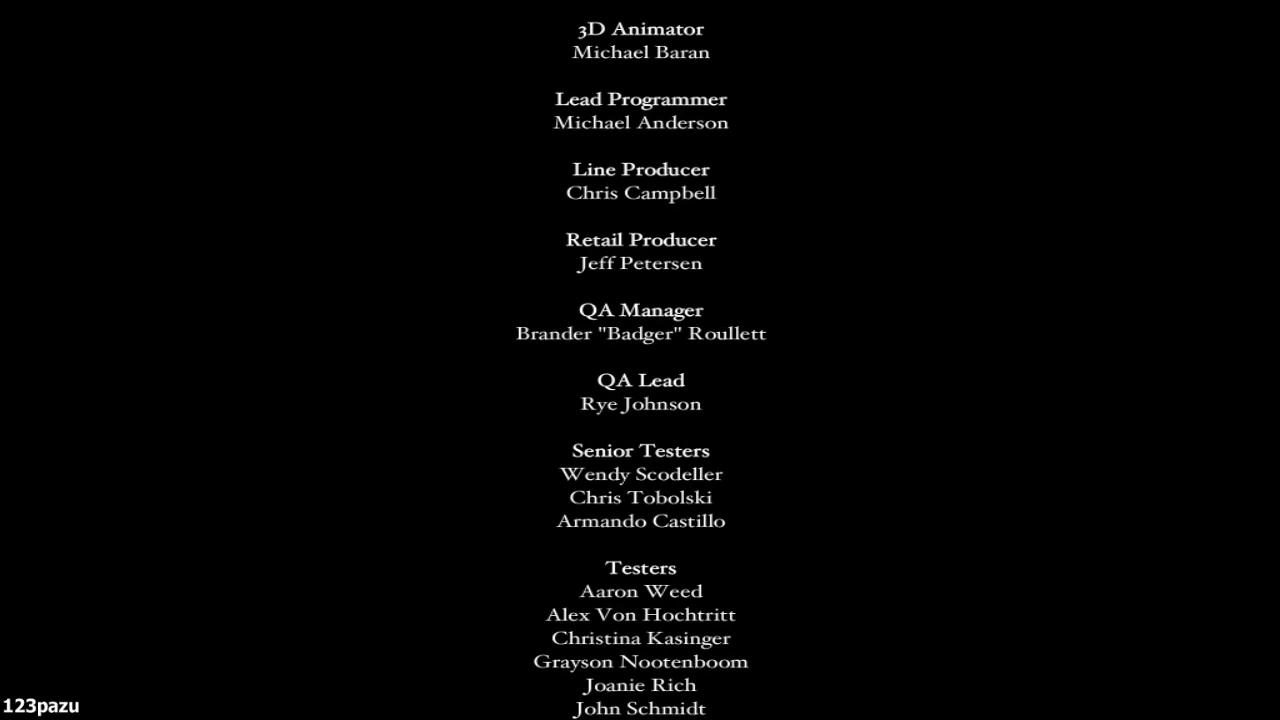 3D Animator
Michael Baran
Lead Programmer
Michael Anderson
Line Producer
Chris Campbell
Retail Producer
Jeff Petersen
QA Manager
Brander "Badger" Roullett
QA Lead
Rye Johnson
Senior Testers
Wendy Scodeller
Chris Tobolski
Armando Castillo
Testers
Aaron Weed
Alex Von Hochtritt
Christina Kasinger
Grayson Nootenboom
Joanie Rich
John Schmidt
123pazu